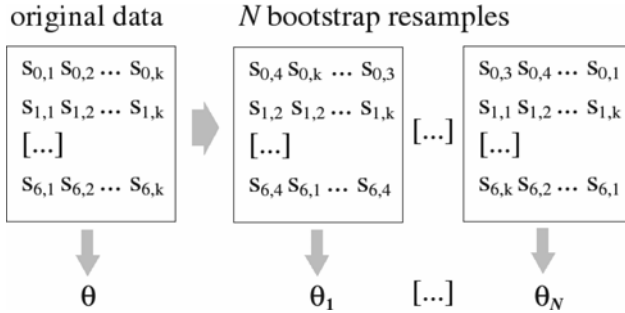 original data
N bootstrap resamples
s0,1 s0,2 ... s0,k
s1,1 s1,2 ... s1,k
[...]
s6,1 s6,2 ... s6,k
s0,4 s0,k ... s0,3
s1,2 s1,2 ... s1,k
[...]
s6,4 s6,1 ... s6,4
[...]
s0,3 s0,4 ... s0,1
s1,1 s1,2 ... s1,k
[...]
s6,k s6,2 ... s6,1
θ
θ1
[...]
θN